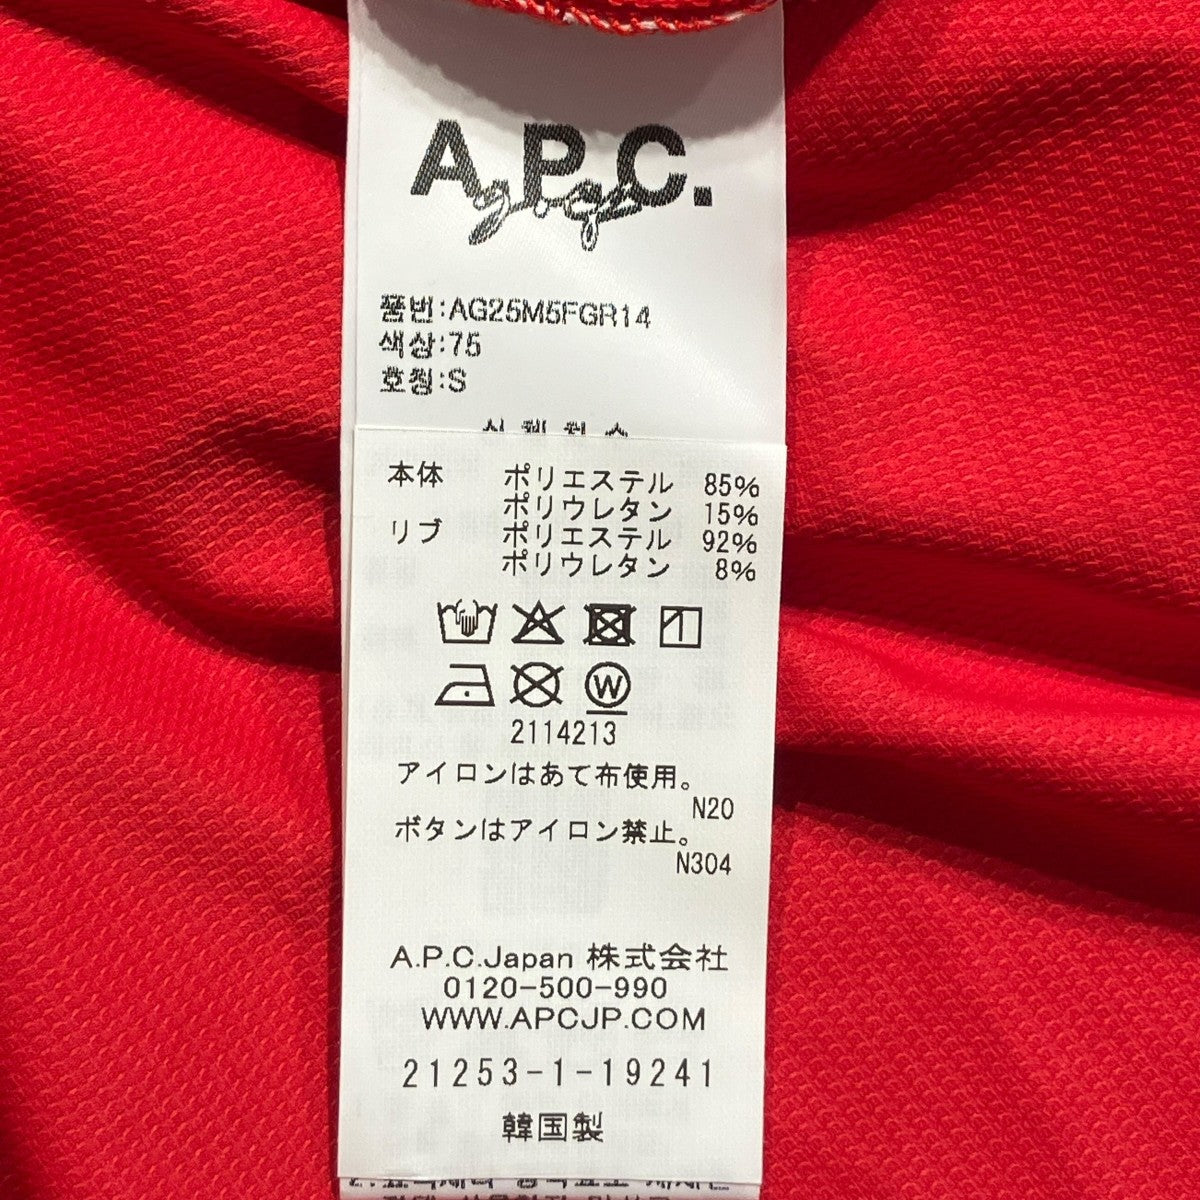 A.P.C.
golf
품번:AG25M5FGR14
색상:75
호칭:S
本体 ポリエステル 85%
ポリウレタン 15%
リブ ポリエステル 92%
ポリウレタン 8%
W
2114213
アイロンはあて布使用。
N20
ボタンはアイロン禁止。
N304
A.P.C.Japan 株式会社
0120-500-990
WWW.APCJP.COM
21253-1-19241
韓国製